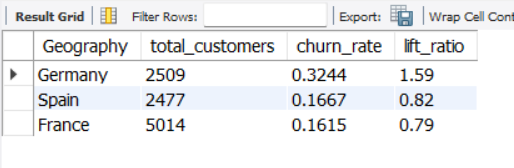 Result Grid Filter Rows: Export: Wrap Cell Cont
Geography total_customers churn_rate lift_ratio
Germany 2509 0.3244 1.59
Spain 2477 0.1667 0.82
France 5014 0.1615 0.79